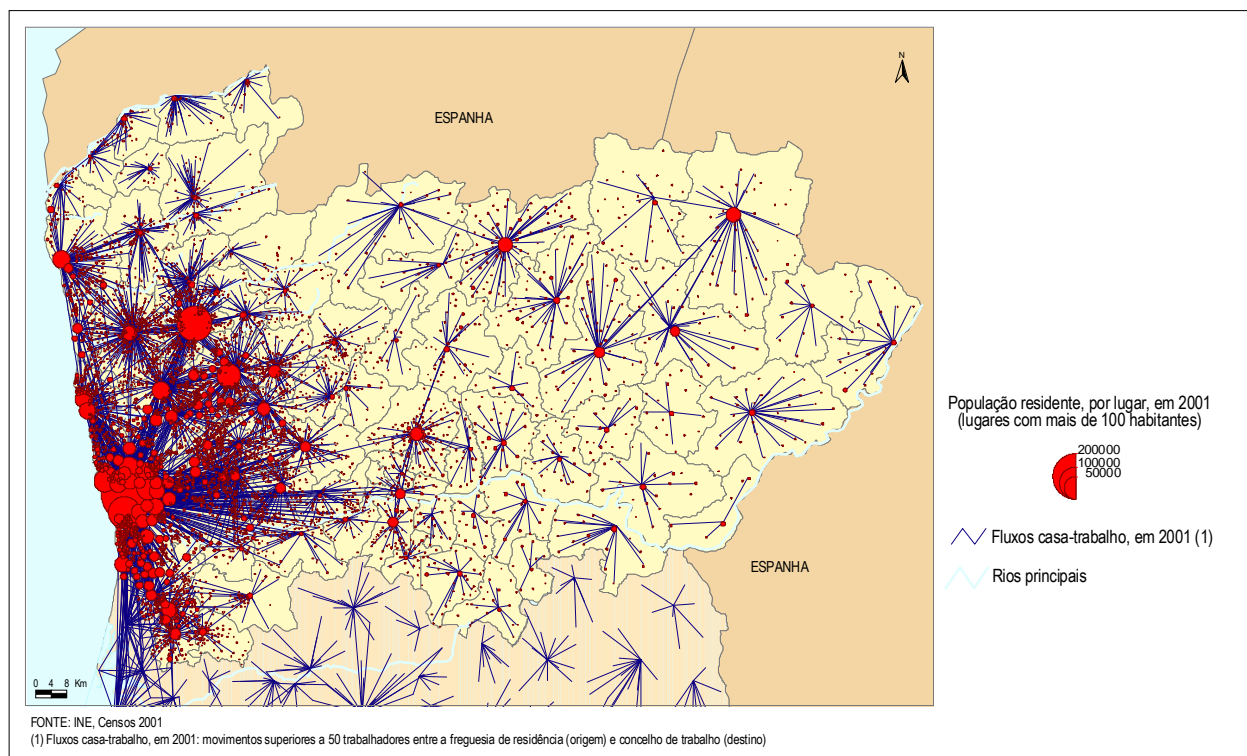 N
ESPANHA
ESPANHA
0 4 8 Km
População residente, por lugar, em 2001
(lugares com mais de 100 habitantes)
200000
100000
50000
Fluxos casa-trabalho, em 2001 (1)
Rios principais
FONTE: INE, Censos 2001
(1) Fluxos casa-trabalho, em 2001: movimentos superiores a 50 trabalhadores entre a freguesia de residência (origem) e concelho de trabalho (destino)